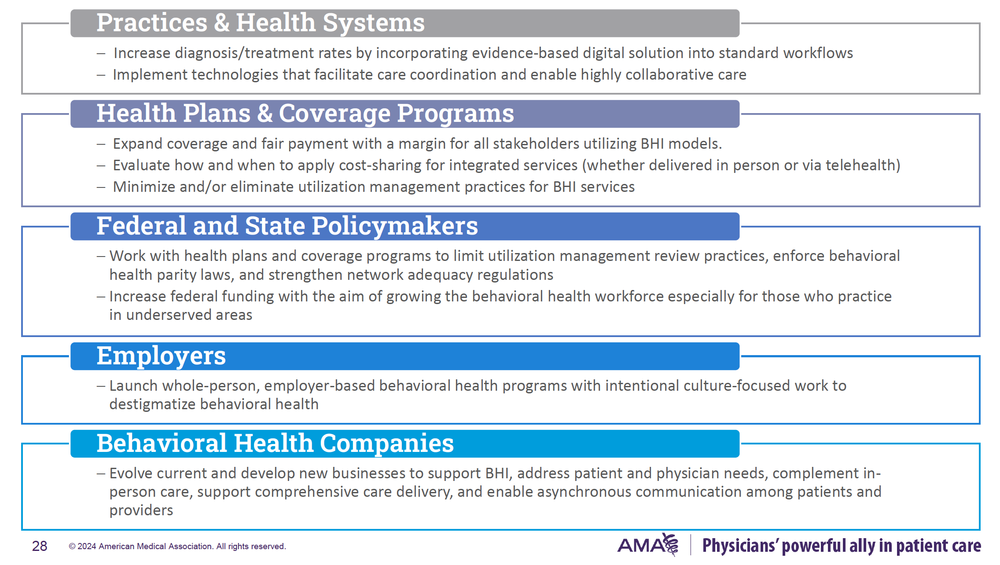 Practices & Health Systems
– Increase diagnosis/treatment rates by incorporating evidence-based digital solution into standard workflows
– Implement technologies that facilitate care coordination and enable highly collaborative care
Health Plans & Coverage Programs
– Expand coverage and fair payment with a margin for all stakeholders utilizing BHI models.
– Evaluate how and when to apply cost-sharing for integrated services (whether delivered in person or via telehealth)
– Minimize and/or eliminate utilization management practices for BHI services
Federal and State Policymakers
– Work with health plans and coverage programs to limit utilization management review practices, enforce behavioral
health parity laws, and strengthen network adequacy regulations
– Increase federal funding with the aim of growing the behavioral health workforce especially for those who practice
in underserved areas
Employers
– Launch whole-person, employer-based behavioral health programs with intentional culture-focused work to
destigmatize behavioral health
Behavioral Health Companies
– Evolve current and develop new businesses to support BHI, address patient and physician needs, complement in-
person care, support comprehensive care delivery, and enable asynchronous communication among patients and
providers
28 © 2024 American Medical Association. All rights reserved.
AMA Physicians’ powerful ally in patient care